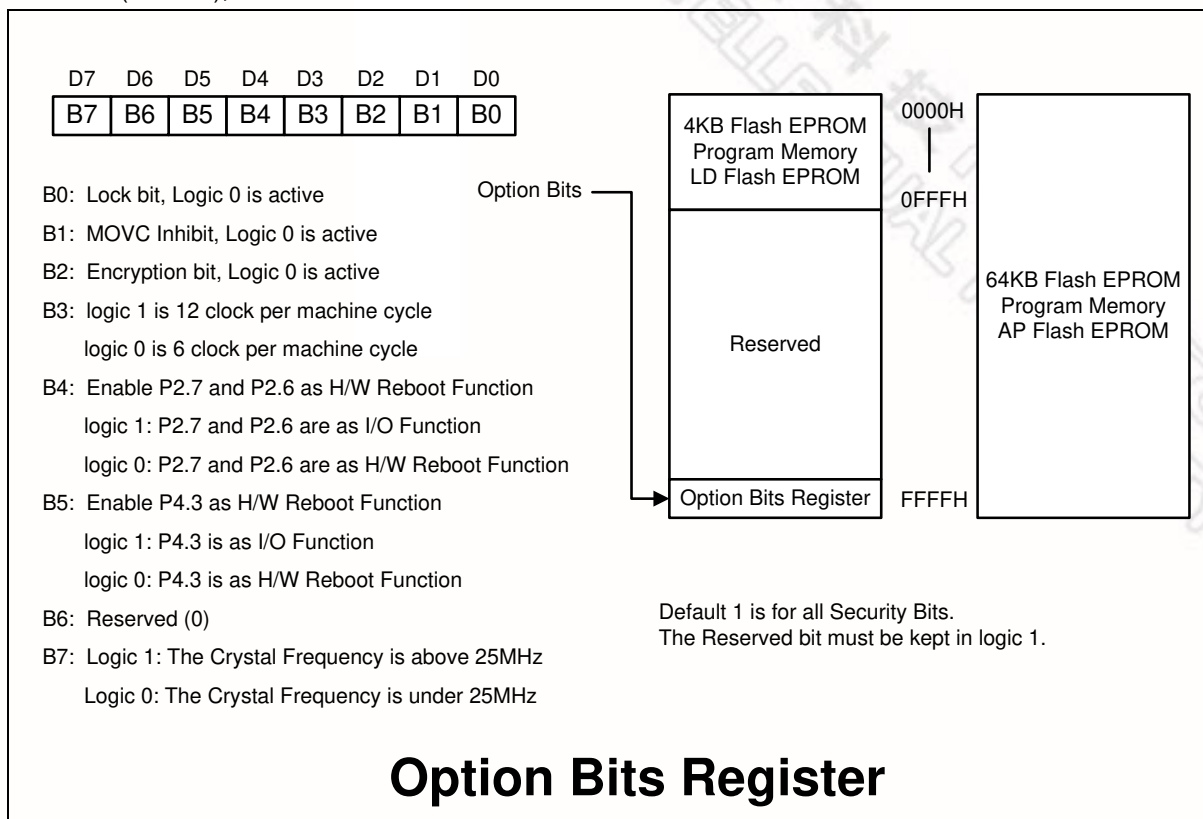 D7 D6 D5 D4 D3 D2 D1 D0
B7 B6 B5 B4 B3 B2 B1 B0
B0: Lock bit, Logic 0 is active
B1: MOVC Inhibit, Logic 0 is active
B2: Encryption bit, Logic 0 is active
B3: logic 1 is 12 clock per machine cycle
logic 0 is 6 clock per machine cycle
B4: Enable P2.7 and P2.6 as H/W Reboot Function
logic 1: P2.7 and P2.6 are as I/O Function
logic 0: P2.7 and P2.6 are as H/W Reboot Function
B5: Enable P4.3 as H/W Reboot Function
logic 1: P4.3 is as I/O Function
logic 0: P4.3 is as H/W Reboot Function
B6: Reserved (0)
B7: Logic 1: The Crystal Frequency is above 25MHz
Logic 0: The Crystal Frequency is under 25MHz
Option Bits
4KB Flash EPROM
Program Memory
LD Flash EPROM
Reserved
Option Bits Register
0000H
0FFFH
FFFFH
64KB Flash EPROM
Program Memory
AP Flash EPROM
Default 1 is for all Security Bits.
The Reserved bit must be kept in logic 1.
Option Bits Register